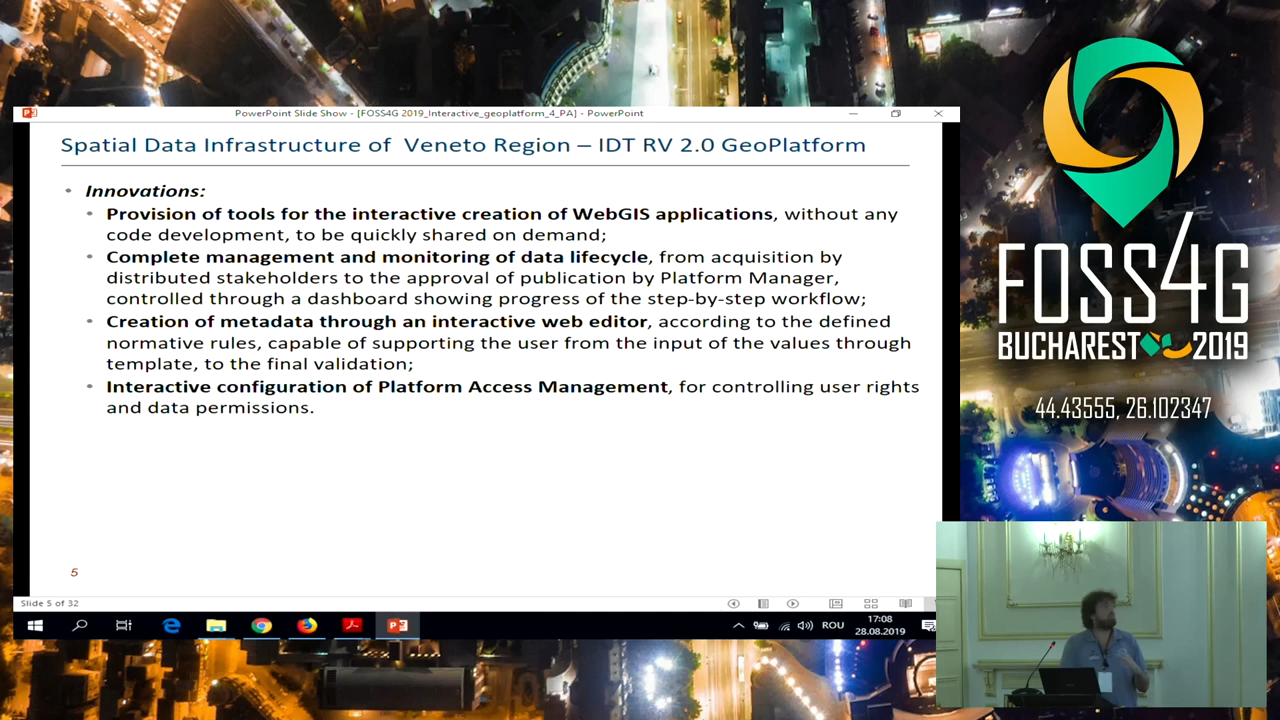 PowerPoint Slide Show - [FOSS4G 2019_Interactive_geoplatform_4_PA] - PowerPoint
Spatial Data Infrastructure of Veneto Region – IDT RV 2.0 GeoPlatform
• Innovations:
• Provision of tools for the interactive creation of WebGIS applications, without any
code development, to be quickly shared on demand;
• Complete management and monitoring of data lifecycle, from acquisition by
distributed stakeholders to the approval of publication by Platform Manager,
controlled through a dashboard showing progress of the step-by-step workflow;
• Creation of metadata through an interactive web editor, according to the defined
normative rules, capable of supporting the user from the input of the values through
template, to the final validation;
• Interactive configuration of Platform Access Management, for controlling user rights
and data permissions.
5
Slide 5 of 32
ROU
17:08
28.08.2019
FOSS4G
BUCHAREST 2019
44.43555, 26.102347